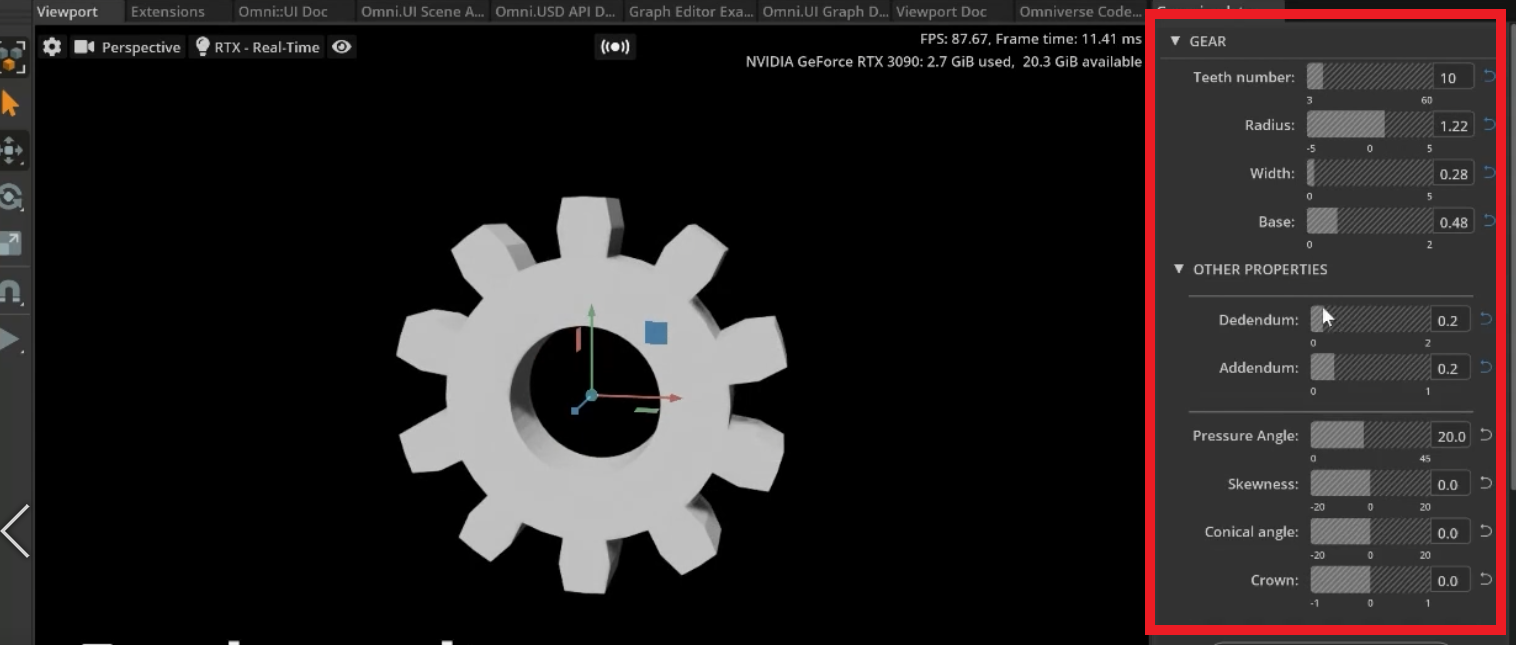 Viewport Extensions Omni::UI Doc Omni.UI Scene A... Omni.USD API D... Graph Editor Exa... Omni.UI Graph D... Viewport Doc Omniverse Code...
Perspective RTX - Real-Time
FPS: 87.67, Frame time: 11.41 ms
NVIDIA GeForce RTX 3090: 2.7 GiB used, 20.3 GiB available
GEAR
Teeth number: 10
3 60
Radius: 1.22
-5 0 5
Width: 0.28
0 5
Base: 0.48
0 2
OTHER PROPERTIES
Dedendum: 0.2
0 2
Addendum: 0.2
0 1
Pressure Angle: 20.0
0 45
Skewness: 0.0
-20 0 20
Conical angle: 0.0
-20 0 20
Crown: 0.0
-1 0 1